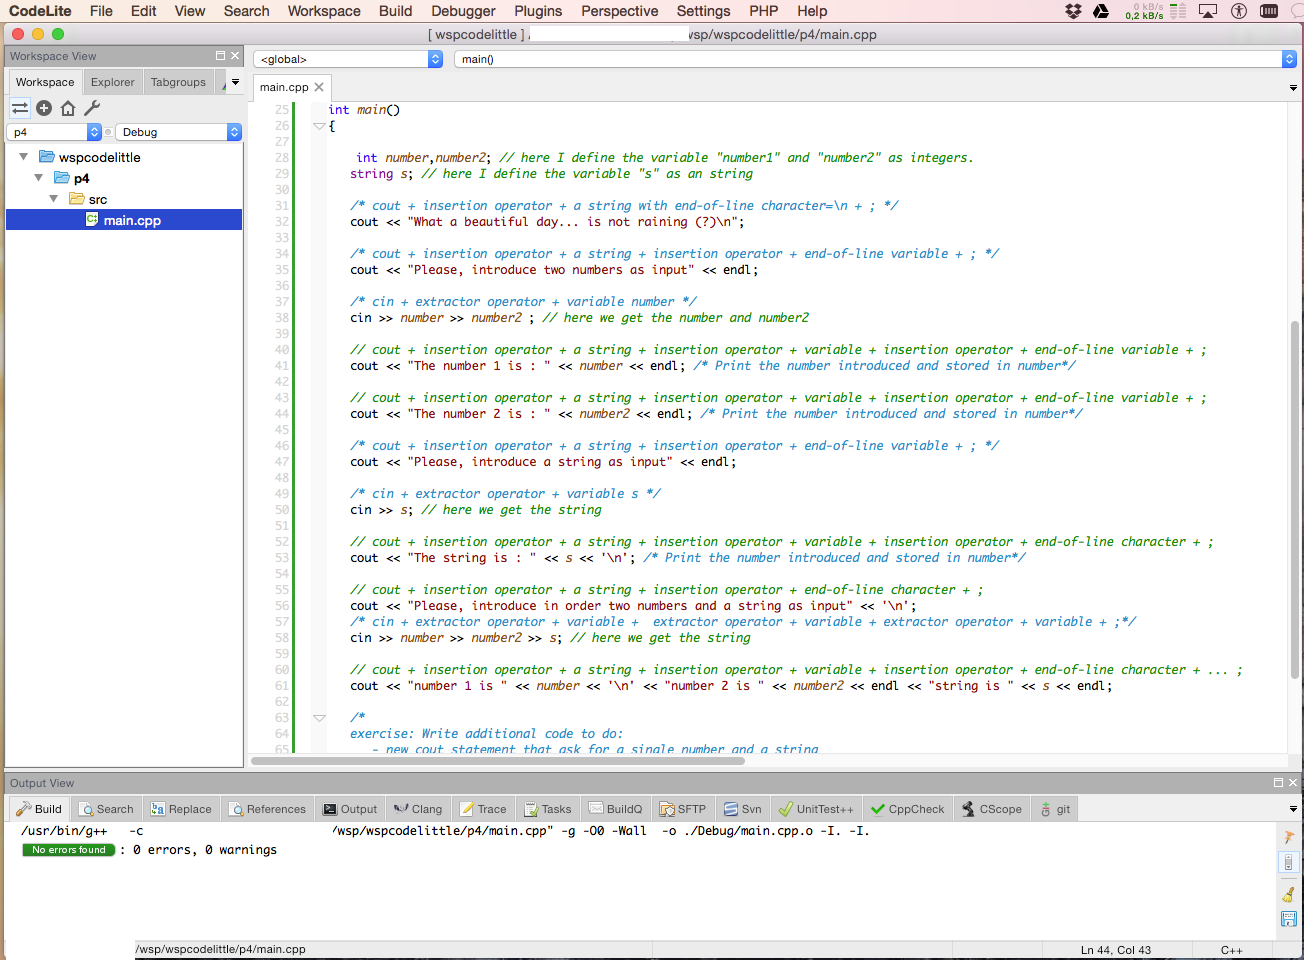 CodeLite File Edit View Search Workspace Build Debugger Plugins Perspective Settings PHP Help 0 kB/s
0,2 kB/s
[ wspcodelittle ] /wsp/wspcodelittle/p4/main.cpp
Workspace View
<global> main()
Workspace Explorer Tabgroups
main.cpp
p4 Debug
wspcodelittle
p4
src
main.cpp
25 int main()
26 {
27
28 int number,number2; // here I define the variable "number1" and "number2" as integers.
29 string s; // here I define the variable "s" as an string
30
31 /* cout + insertion operator + a string with end-of-line character=\n + ; */
32 cout << "What a beautiful day... is not raining (?)\n";
33
34 /* cout + insertion operator + a string + insertion operator + end-of-line variable + ; */
35 cout << "Please, introduce two numbers as input" << endl;
36
37 /* cin + extractor operator + variable number */
38 cin >> number >> number2 ; // here we get the number and number2
39
40 // cout + insertion operator + a string + insertion operator + variable + insertion operator + end-of-line variable + ;
41 cout << "The number 1 is : " << number << endl; /* Print the number introduced and stored in number*/
42
43 // cout + insertion operator + a string + insertion operator + variable + insertion operator + end-of-line variable + ;
44 cout << "The number 2 is : " << number2 << endl; /* Print the number introduced and stored in number*/
45
46 /* cout + insertion operator + a string + insertion operator + end-of-line variable + ; */
47 cout << "Please, introduce a string as input" << endl;
48
49 /* cin + extractor operator + variable s */
50 cin >> s; // here we get the string
51
52 // cout + insertion operator + a string + insertion operator + variable + insertion operator + end-of-line character + ;
53 cout << "The string is : " << s << '\n'; /* Print the number introduced and stored in number*/
54
55 // cout + insertion operator + a string + insertion operator + end-of-line character + ;
56 cout << "Please, introduce in order two numbers and a string as input" << '\n';
57 /* cin + extractor operator + variable + extractor operator + variable + extractor operator + variable + ;*/
58 cin >> number >> number2 >> s; // here we get the string
59
60 // cout + insertion operator + a string + insertion operator + variable + insertion operator + end-of-line character + ... ;
61 cout << "number 1 is " << number << '\n' << "number 2 is " << number2 << endl << "string is " << s << endl;
62
63 /*
64 exercise: Write additional code to do:
65 - new cout statement that ask for a single number and a string
Output View
Build Search Replace References Output Clang Trace Tasks BuildQ SFTP Svn UnitTest++ CppCheck CScope git
/usr/bin/g++ -c /wsp/wspcodelittle/p4/main.cpp" -g -O0 -Wall -o ./Debug/main.cpp.o -I. -I.
No errors found : 0 errors, 0 warnings
/wsp/wspcodelittle/p4/main.cpp Ln 44, Col 43 C++